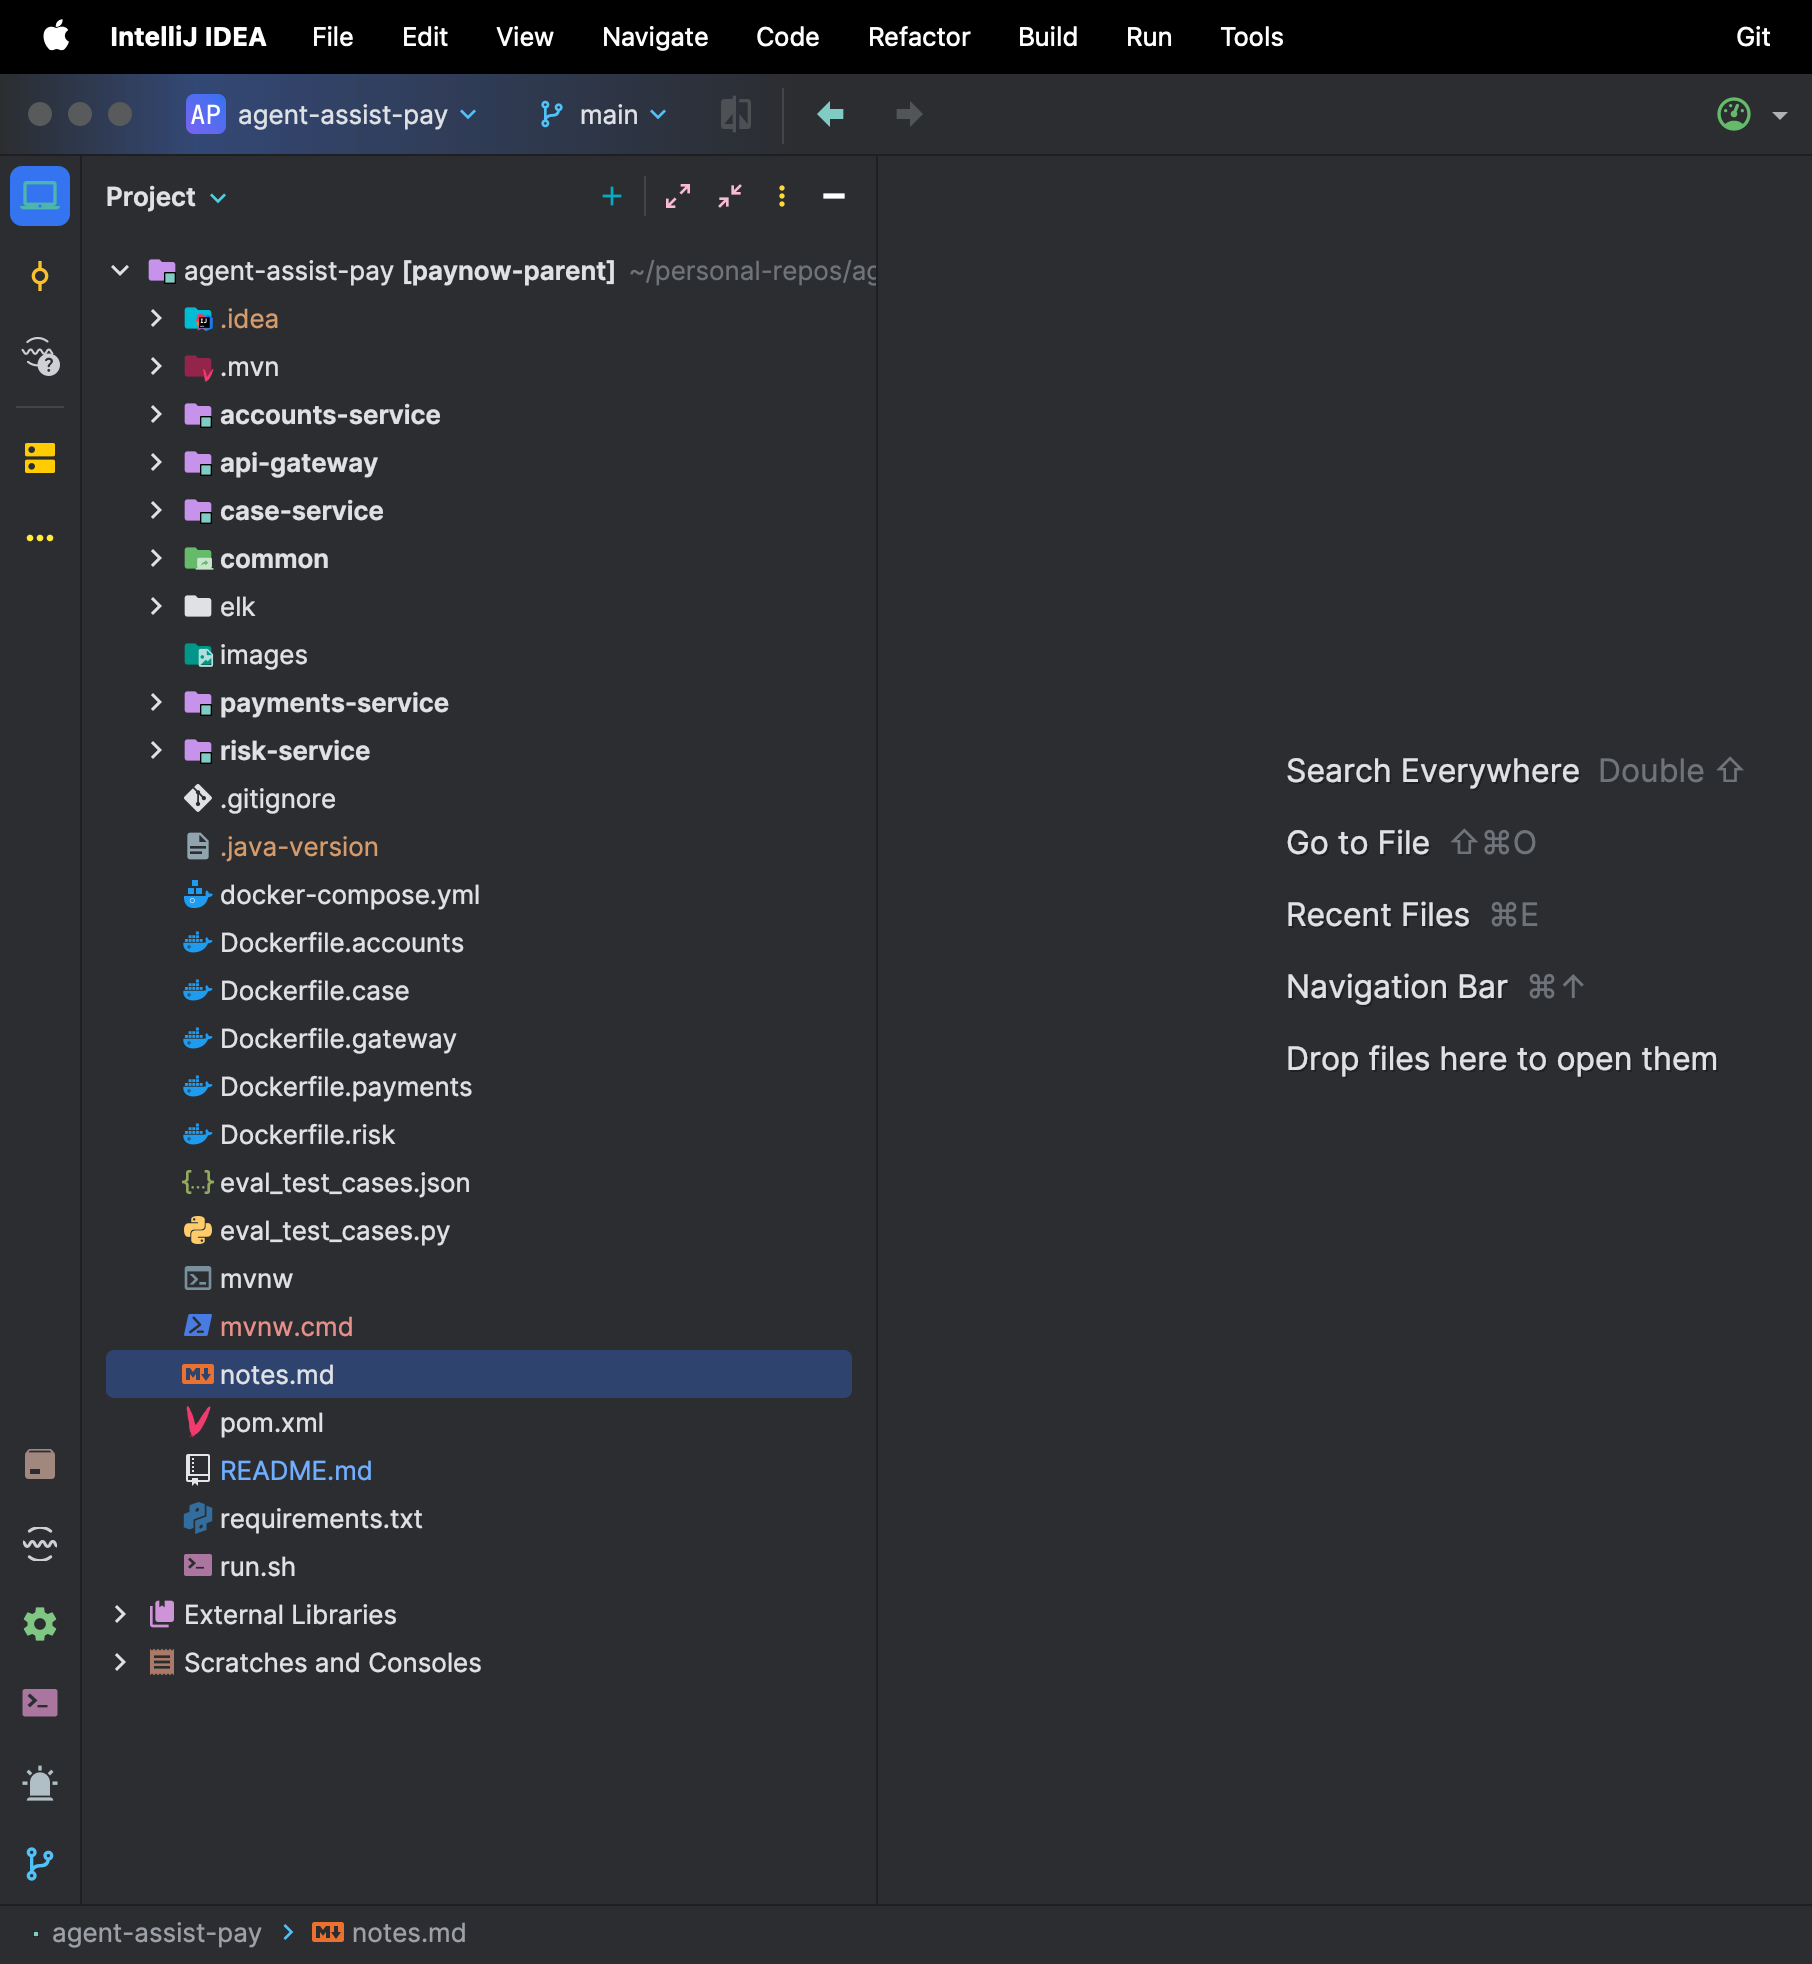 IntelliJ IDEA File Edit View Navigate Code Refactor Build Run Tools Git
AP agent-assist-pay main
Project
agent-assist-pay [paynow-parent] ~/personal-repos/ag
.idea
.mvn
accounts-service
api-gateway
case-service
common
elk
images
payments-service
risk-service
.gitignore
.java-version
docker-compose.yml
Dockerfile.accounts
Dockerfile.case
Dockerfile.gateway
Dockerfile.payments
Dockerfile.risk
eval_test_cases.json
eval_test_cases.py
mvnw
mvnw.cmd
notes.md
pom.xml
README.md
requirements.txt
run.sh
External Libraries
Scratches and Consoles
Search Everywhere Double ⇧
Go to File ⇧⌘O
Recent Files ⌘E
Navigation Bar ⌘↑
Drop files here to open them
agent-assist-pay > notes.md